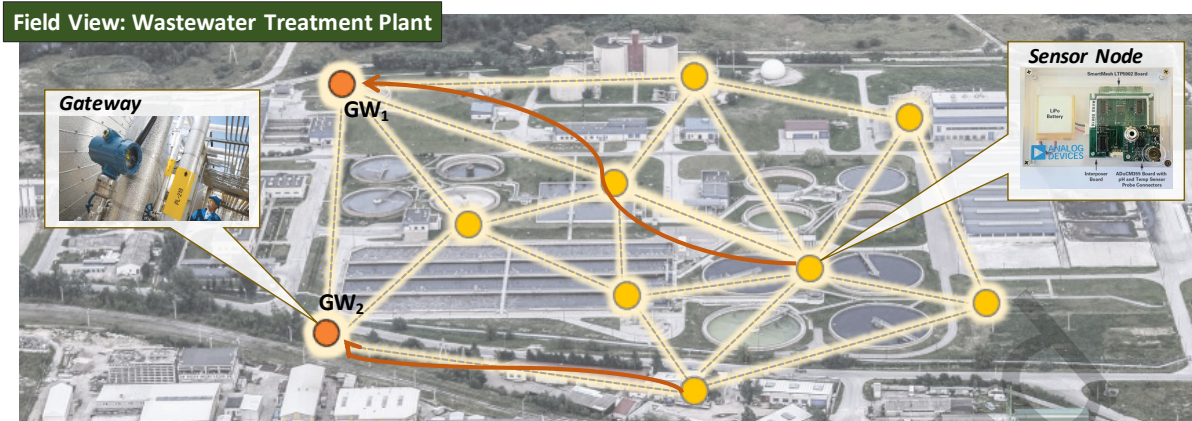 Field View: Wastewater Treatment Plant
Sensor Node
SmartMesh LTP5902 Board
LiPo
Battery
ANALOG
DEVICES
Interposer
Board
ADuCM355 Board with
pH and Temp Sensor
Probe Connectors
Gateway
GW₁
GW₂